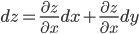 dz = ∂z/∂x dx + ∂z/∂x dy